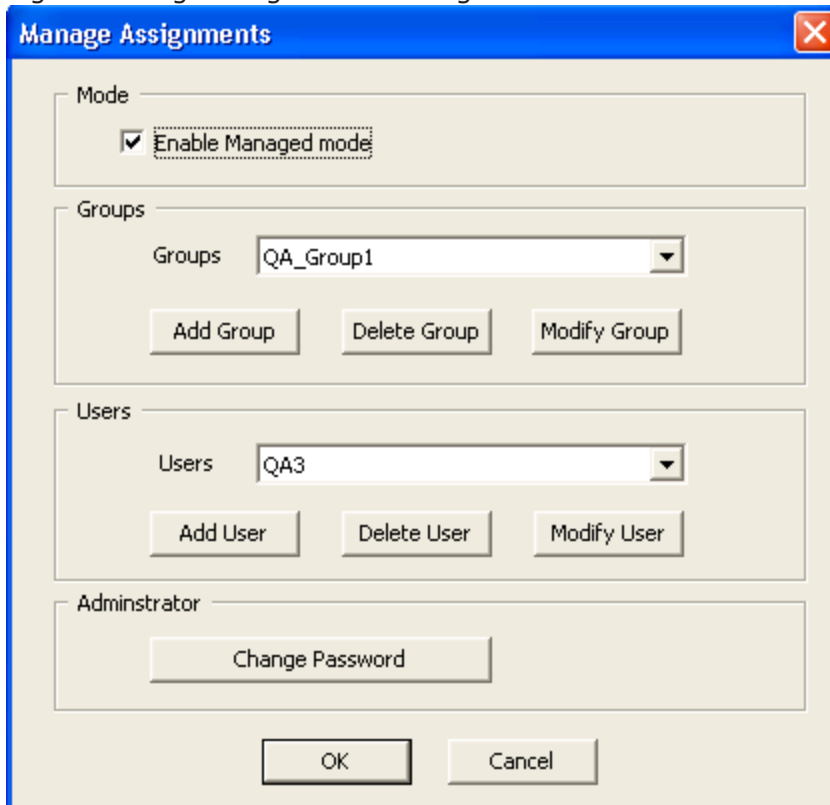 Manage Assignments
Mode
Enable Managed mode
Groups
Groups QA_Group1
Add Group Delete Group Modify Group
Users
Users QA3
Add User Delete User Modify User
Adminstrator
Change Password
OK Cancel